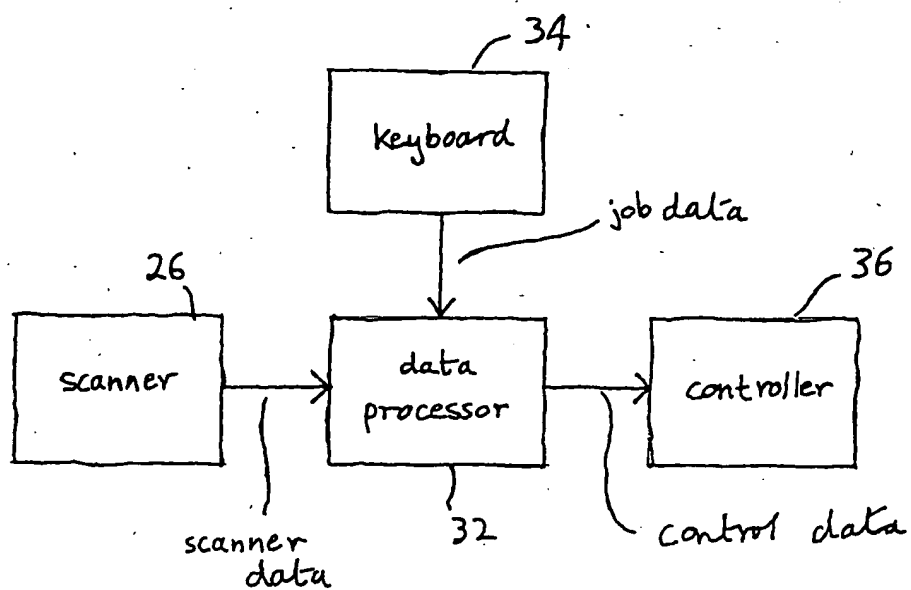 34
keyboard
job data
26
36
scanner
data
processor
controller
scanner
data
32
control data